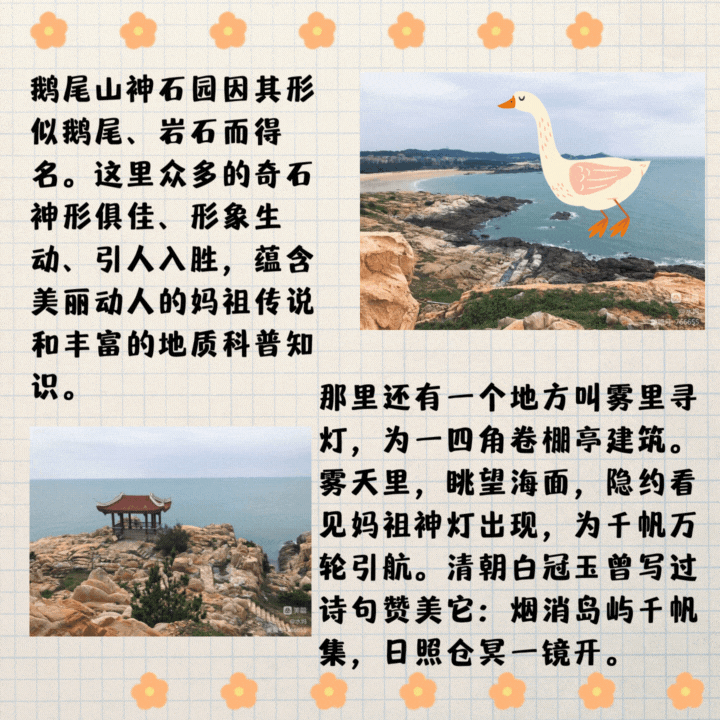 鹅尾山神石园因其形
似鹅尾、岩石而得
名。这里众多的奇石
神形俱佳、形象生
动、引人入胜，蕴含
美丽动人的妈祖传说
和丰富的地质科普知
识。
那里还有一个地方叫雾里寻
灯，为一四角卷棚亭建筑。
雾天里，眺望海面，隐约看
见妈祖神灯出现，为千帆万
轮引航。清朝白冠玉曾写过
诗句赞美它：烟消岛屿千帆
集，日照仓冥一镜开。